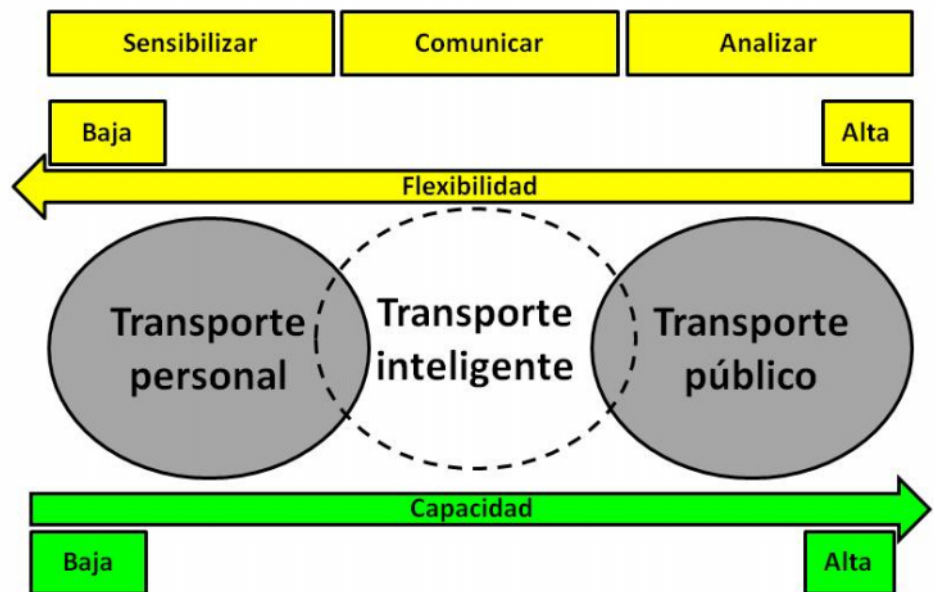 Sensibilizar
Comunicar
Analizar
Baja
Alta
Flexibilidad
Transporte
personal
Transporte
inteligente
Transporte
público
Capacidad
Baja
Alta